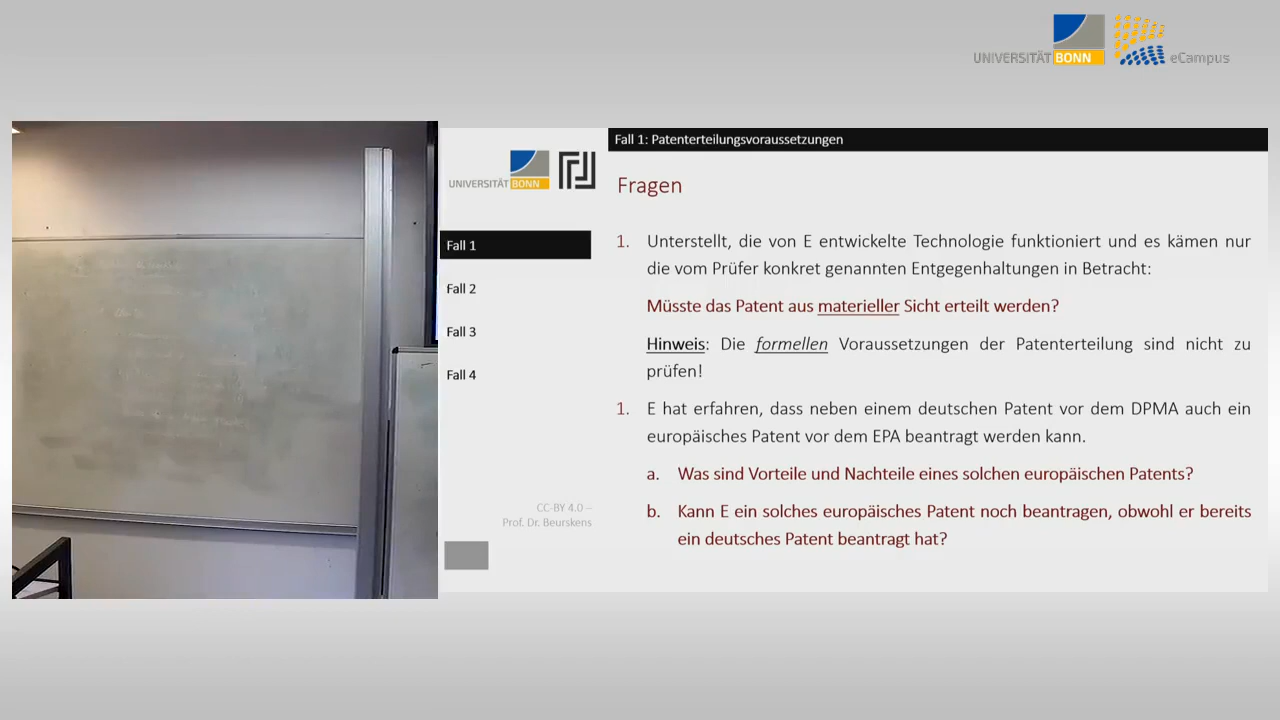 UNIVERSITÄT BONN eCampus
Fall 1: Patenterteilungsvoraussetzungen
UNIVERSITÄT BONN
Fragen
Fall 1
Fall 2
Fall 3
Fall 4
1. Unterstellt, die von E entwickelte Technologie funktioniert und es kämen nur
die vom Prüfer konkret genannten Entgegenhaltungen in Betracht:
Müsste das Patent aus materieller Sicht erteilt werden?
Hinweis: Die formellen Voraussetzungen der Patenterteilung sind nicht zu
prüfen!
1. E hat erfahren, dass neben einem deutschen Patent vor dem DPMA auch ein
europäisches Patent vor dem EPA beantragt werden kann.
a. Was sind Vorteile und Nachteile eines solchen europäischen Patents?
b. Kann E ein solches europäisches Patent noch beantragen, obwohl er bereits
ein deutsches Patent beantragt hat?
CC-BY 4.0 –
Prof. Dr. Beurskens